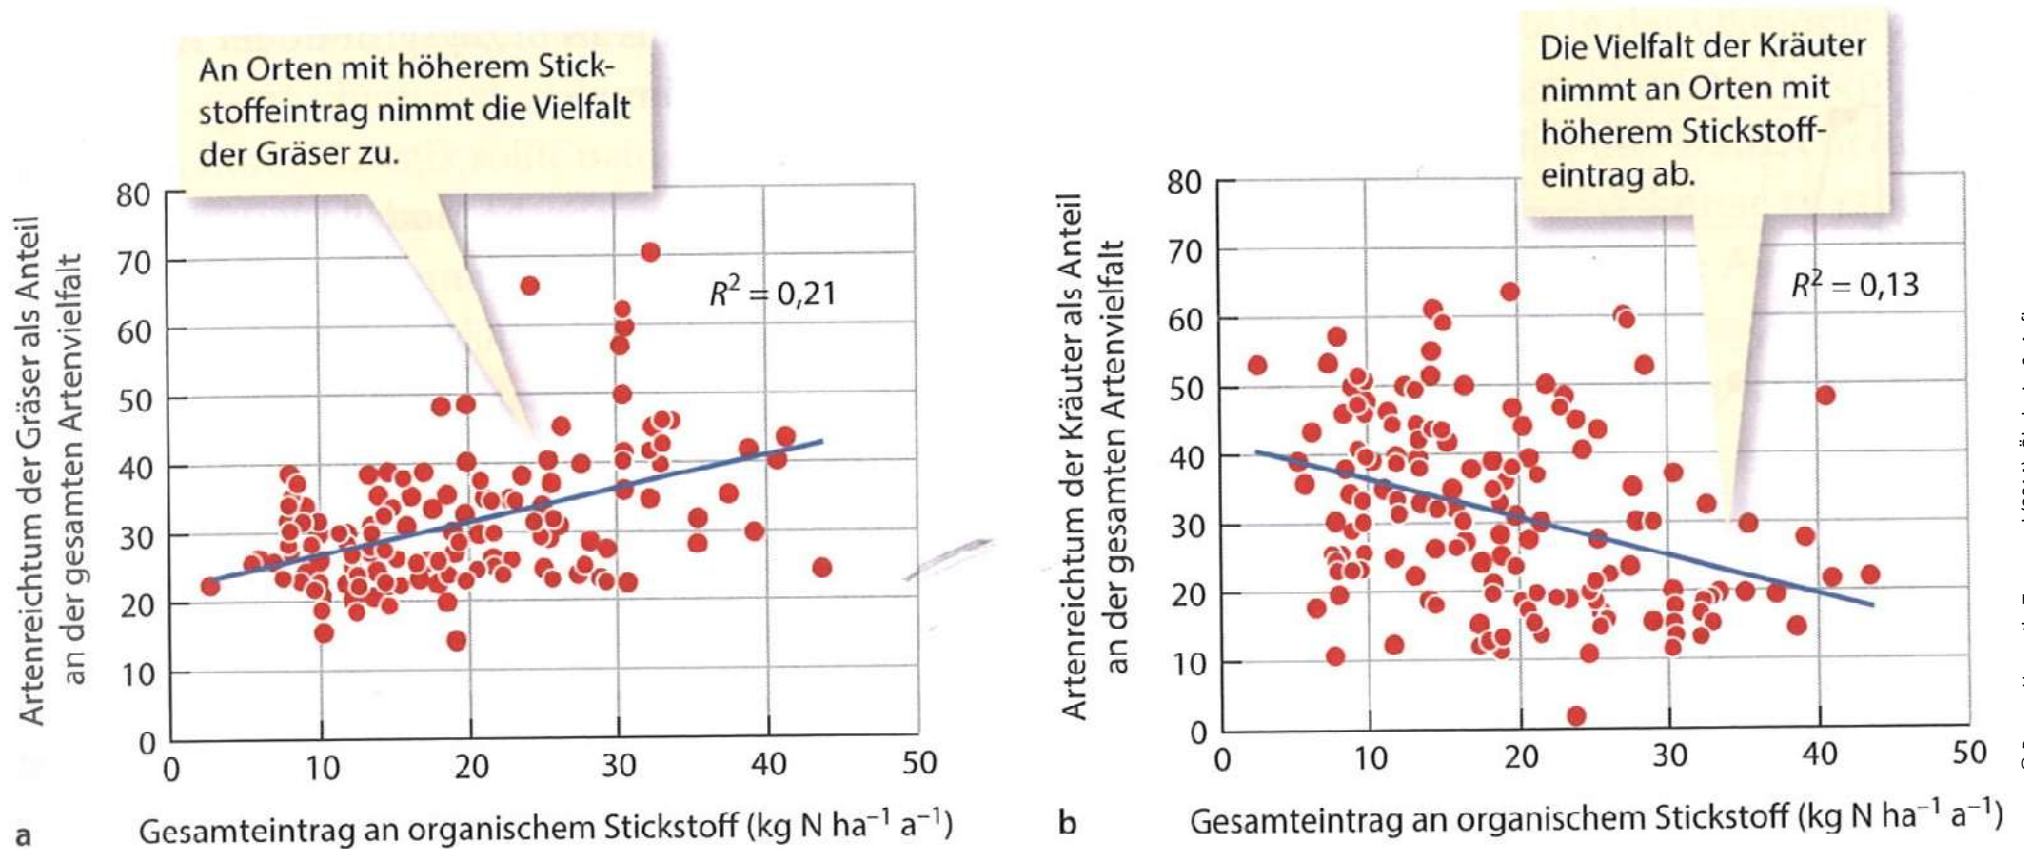 An Orten mit höherem Stick-
stoffeintrag nimmt die Vielfalt
der Gräser zu.
Artenreichtum der Gräser als Anteil
an der gesamten Artenvielfalt
80
70
60
50
40
30
20
10
0
R² = 0,21
0 10 20 30 40 50
a
Gesamteintrag an organischem Stickstoff (kg N ha⁻¹ a⁻¹)
Die Vielfalt der Kräuter
nimmt an Orten mit
höherem Stickstoff-
eintrag ab.
Artenreichtum der Kräuter als Anteil
an der gesamten Artenvielfalt
80
70
60
50
40
30
20
10
0
R² = 0,13
0 10 20 30 40 50
b
Gesamteintrag an organischem Stickstoff (kg N ha⁻¹ a⁻¹)